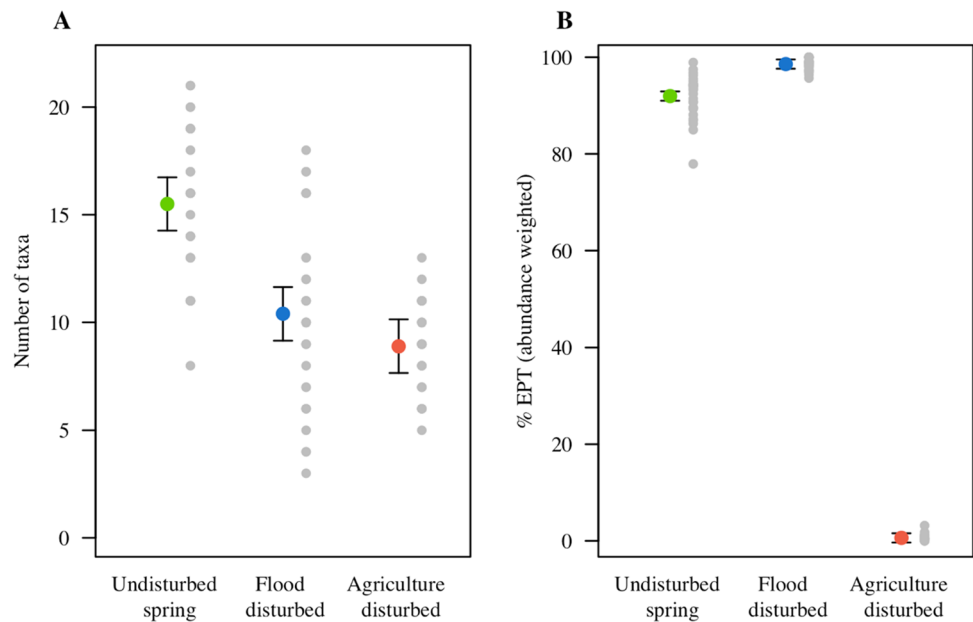 A
Number of taxa
20
15
10
5
0
Undisturbed spring
Flood disturbed
Agriculture disturbed
B
% EPT (abundance weighted)
100
80
60
40
20
0
Undisturbed spring
Flood disturbed
Agriculture disturbed